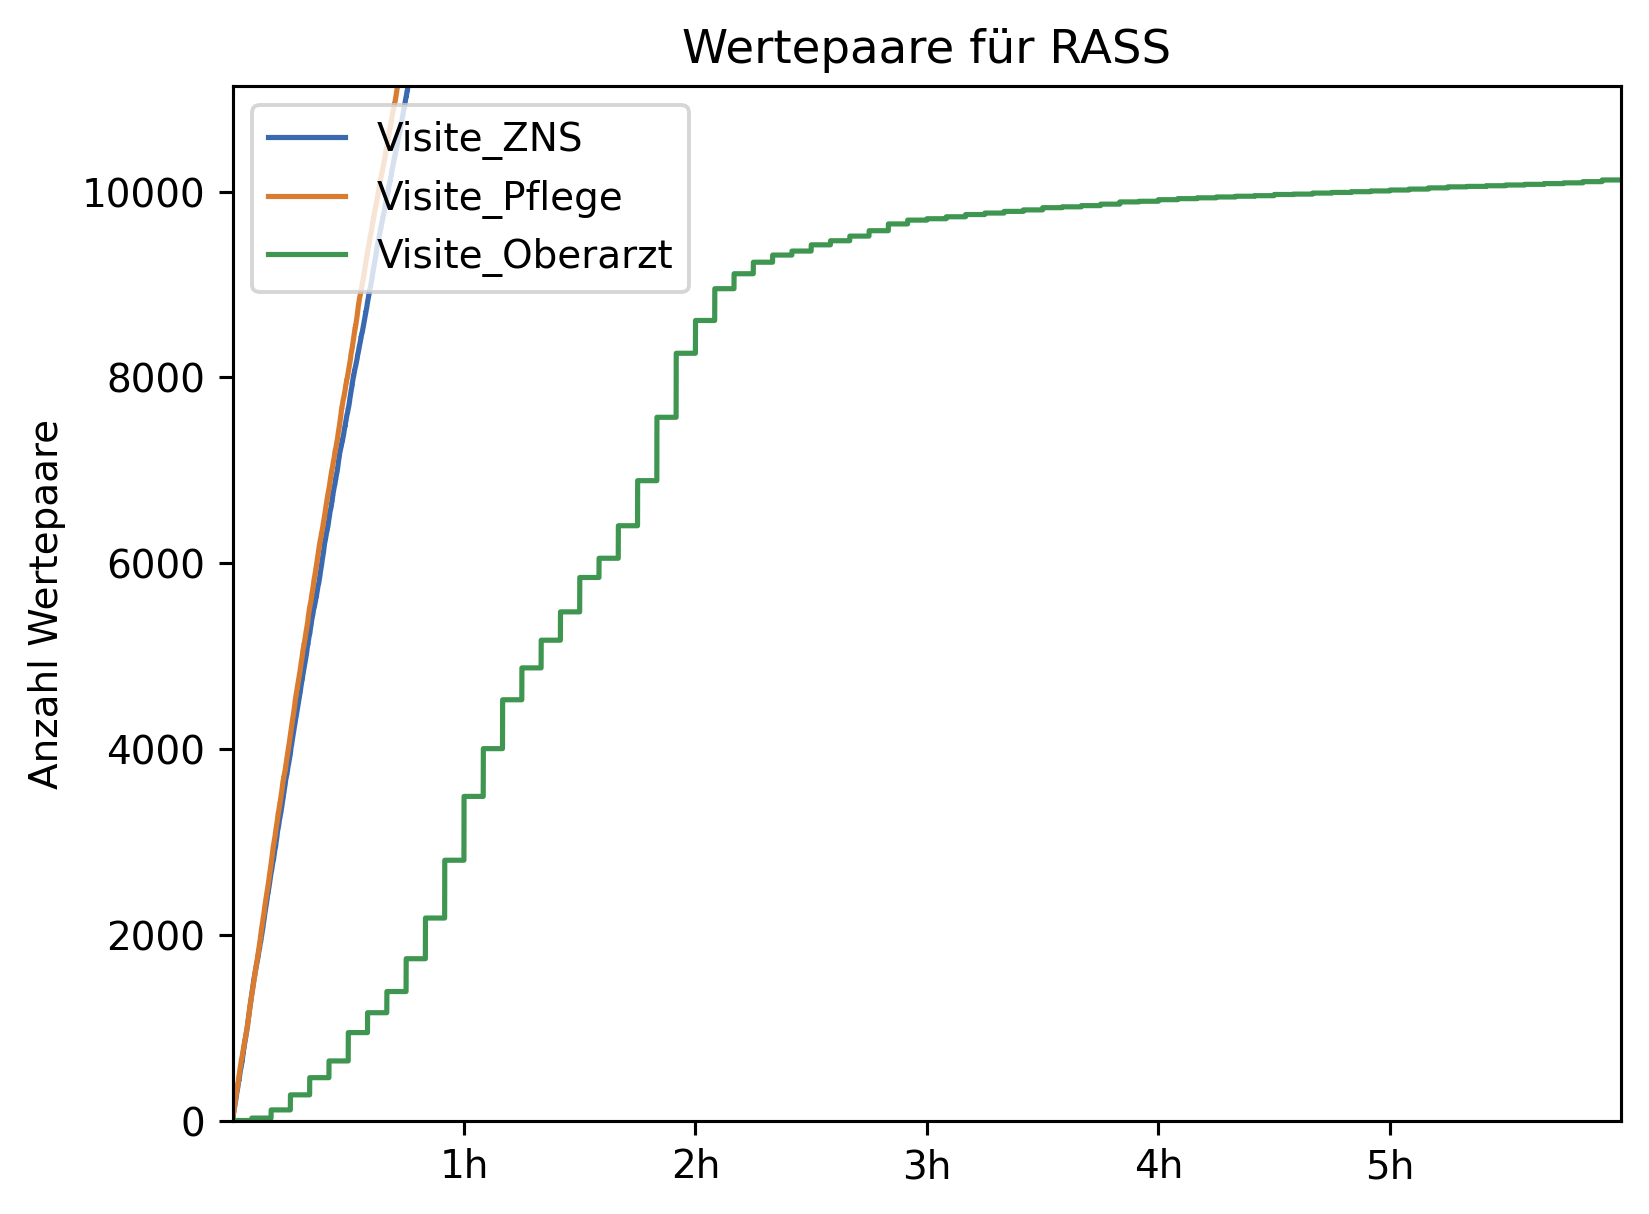 Wertepaare für RASS
Visite_ZNS
Visite_Pflege
Visite_Oberarzt
Anzahl Wertepaare
10000
8000
6000
4000
2000
0
1h 2h 3h 4h 5h